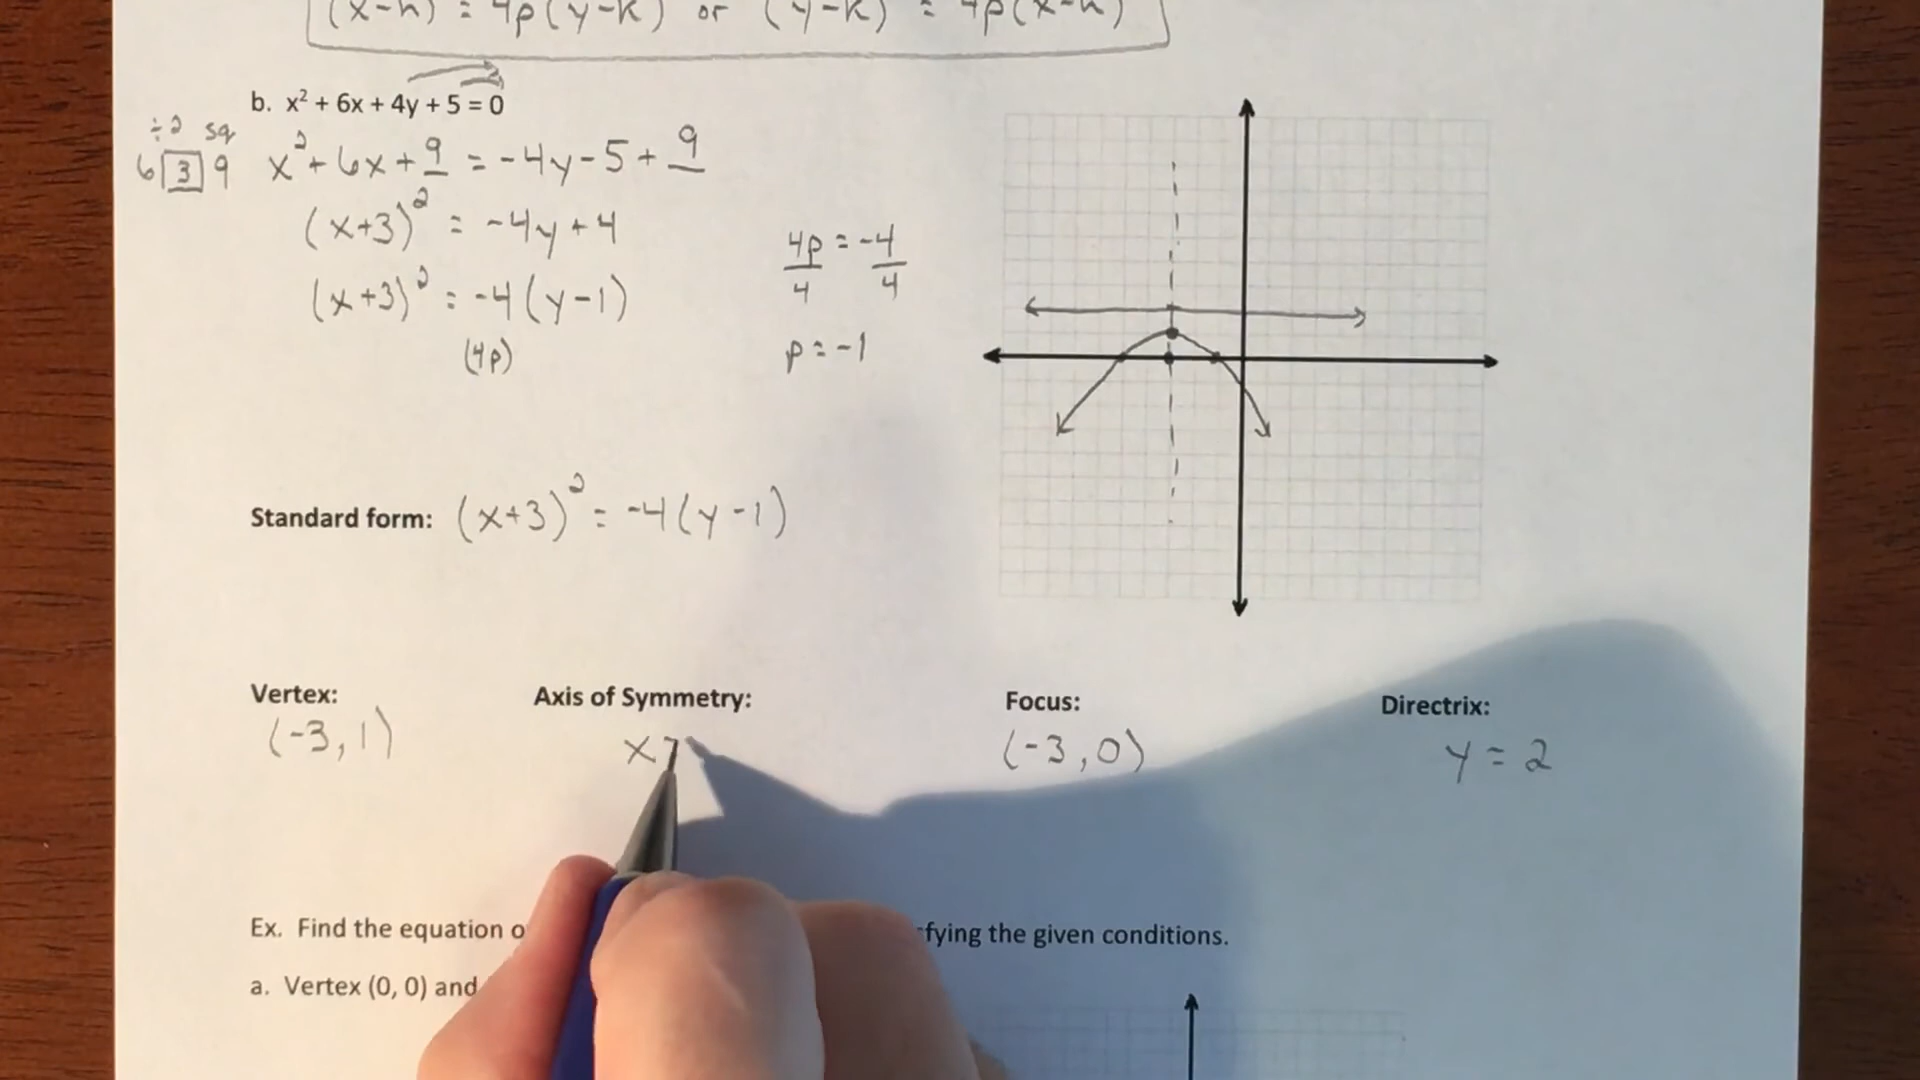 (x-h) = 4p(y-k) or (y-k) = 4p(x-h)
b. x² + 6x + 4y + 5 = 0
÷2 sq
6 3 9 x² + 6x + 9 = -4y - 5 + 9
(x+3)² = -4y + 4
(x+3)² = -4(y-1)
(4p)
4p = -4
4 4
p = -1
Standard form: (x+3)² = -4(y-1)
Vertex: Axis of Symmetry: Focus: Directrix:
(-3, 1) x = (-3, 0) y = 2
Ex. Find the equation o fying the given conditions.
a. Vertex (0, 0) and